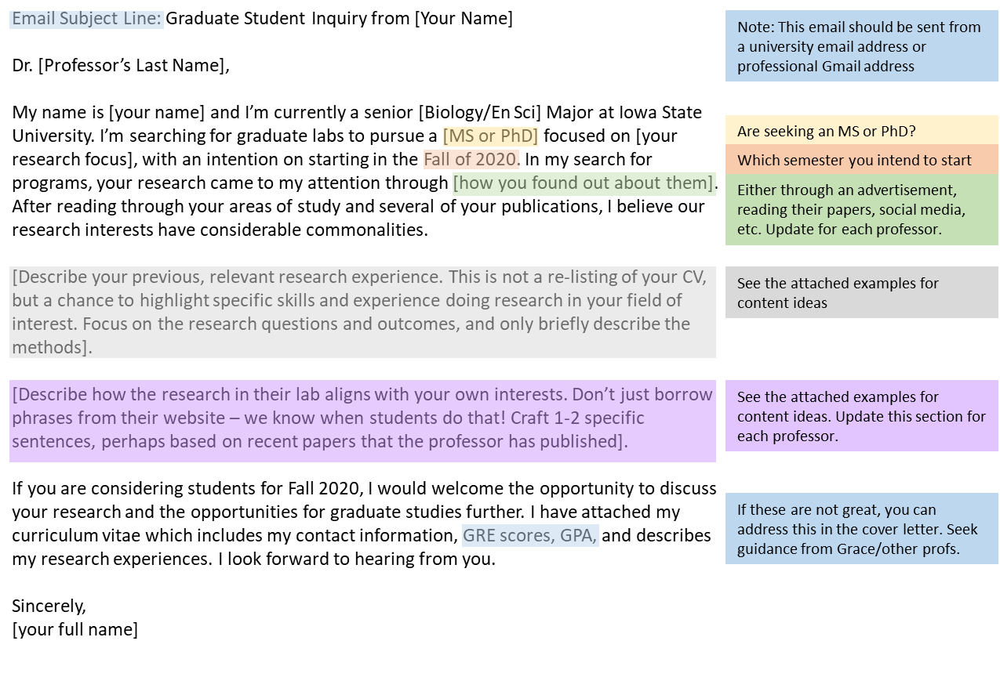 Email Subject Line: Graduate Student Inquiry from [Your Name]
Note: This email should be sent from
a university email address or
professional Gmail address
Dr. [Professor’s Last Name],
My name is [your name] and I’m currently a senior [Biology/En Sci] Major at Iowa State
University. I’m searching for graduate labs to pursue a [MS or PhD] focused on [your
research focus], with an intention on starting in the Fall of 2020. In my search for
programs, your research came to my attention through [how you found out about them].
After reading through your areas of study and several of your publications, I believe our
research interests have considerable commonalities.
Are seeking an MS or PhD?
Which semester you intend to start
Either through an advertisement,
reading their papers, social media,
etc. Update for each professor.
[Describe your previous, relevant research experience. This is not a re-listing of your CV,
but a chance to highlight specific skills and experience doing research in your field of
interest. Focus on the research questions and outcomes, and only briefly describe the
methods].
See the attached examples for
content ideas
[Describe how the research in their lab aligns with your own interests. Don’t just borrow
phrases from their website – we know when students do that! Craft 1-2 specific
sentences, perhaps based on recent papers that the professor has published].
See the attached examples for
content ideas. Update this section for
each professor.
If you are considering students for Fall 2020, I would welcome the opportunity to discuss
your research and the opportunities for graduate studies further. I have attached my
curriculum vitae which includes my contact information, GRE scores, GPA, and describes
my research experiences. I look forward to hearing from you.
If these are not great, you can
address this in the cover letter. Seek
guidance from Grace/other profs.
Sincerely,
[your full name]